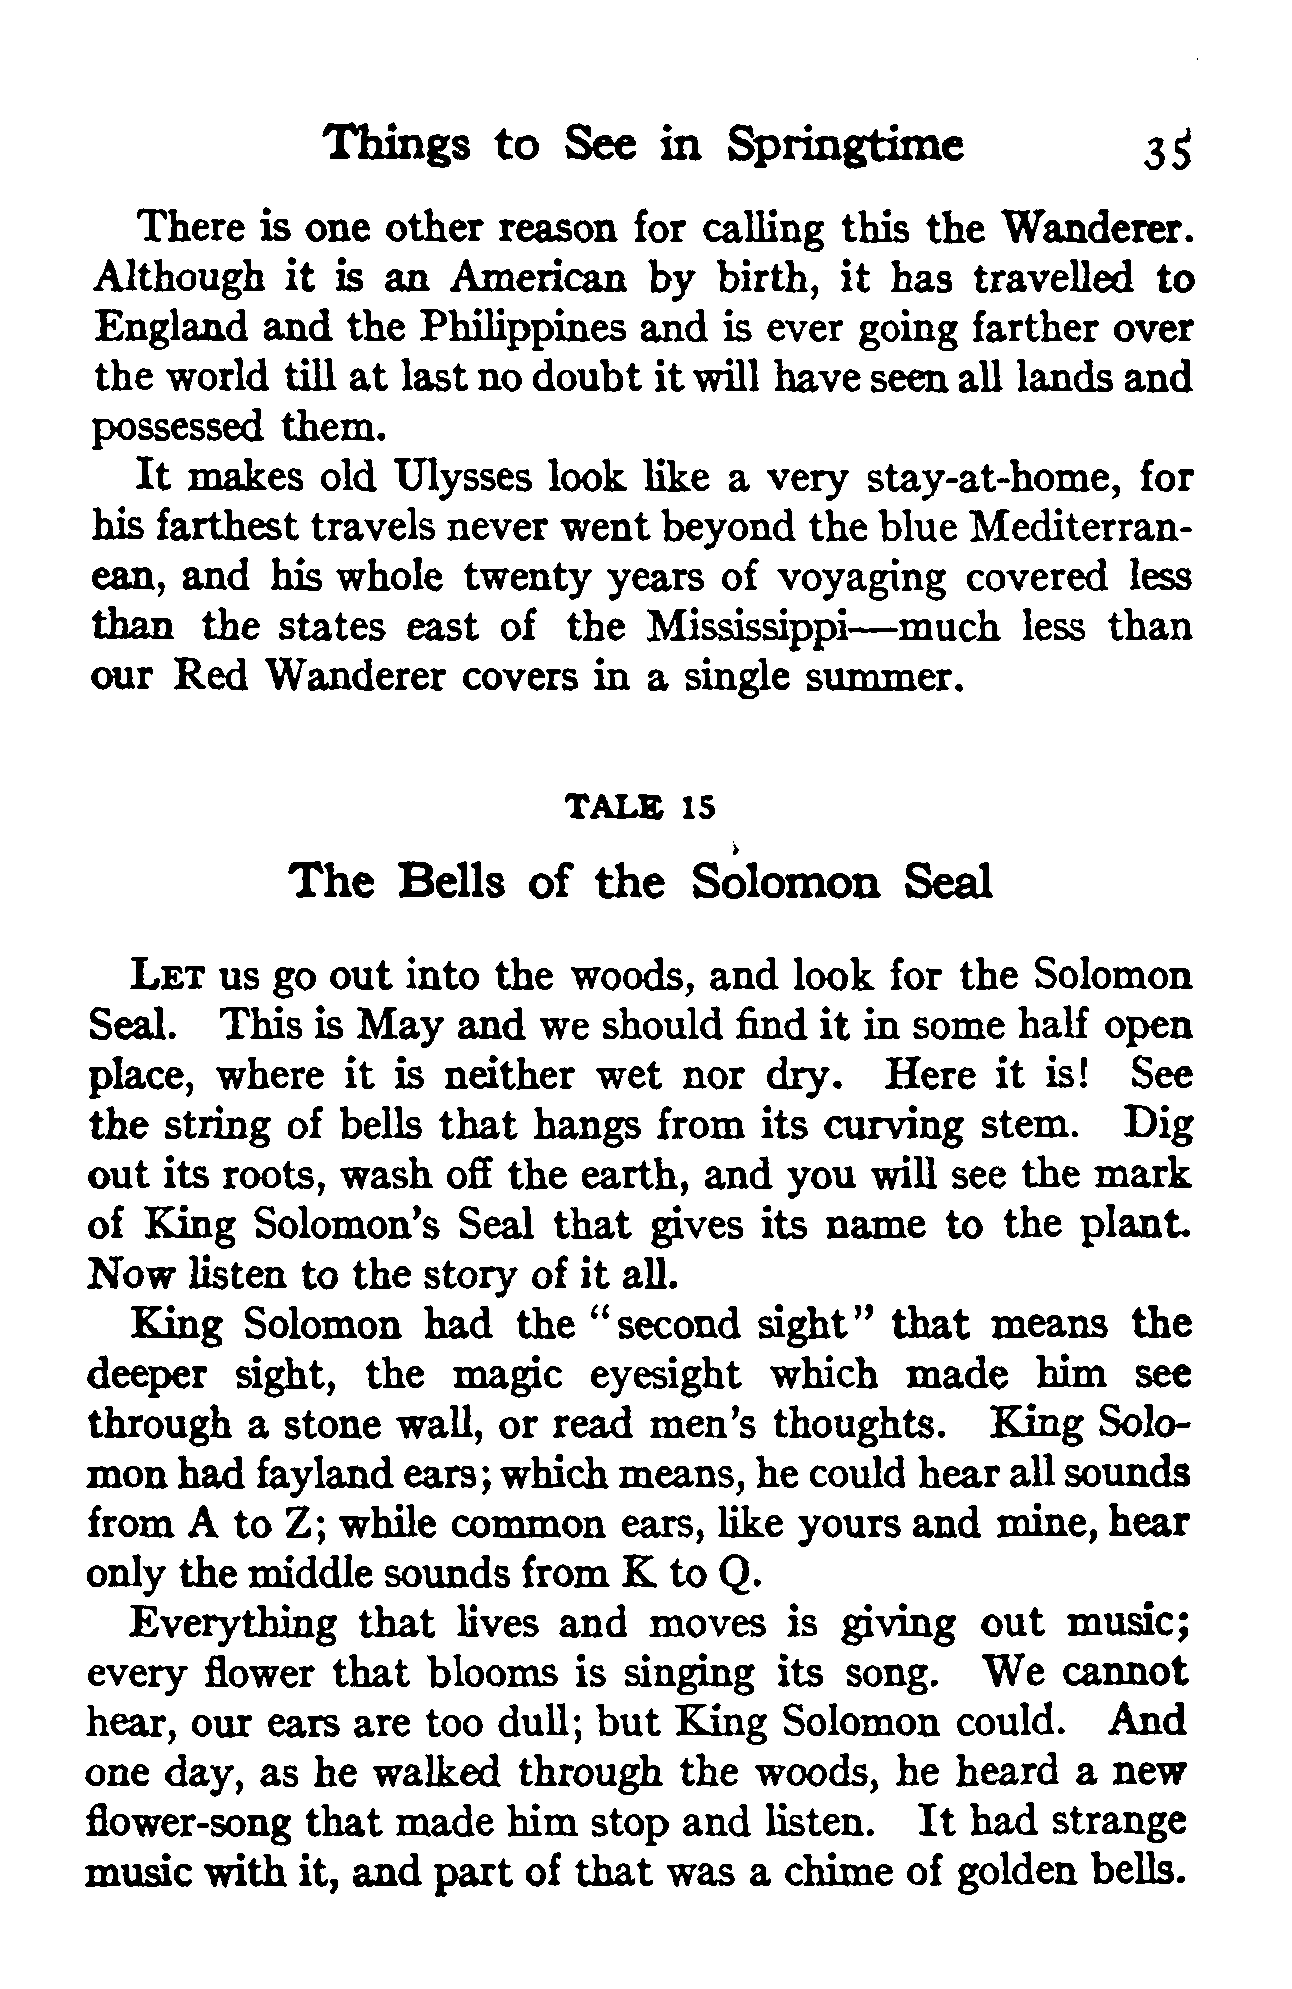 Things to See in Springtime 35
There is one other reason for calling this the Wanderer.
Although it is an American by birth, it has travelled to
England and the Philippines and is ever going farther over
the world till at last no doubt it will have seen all lands and
possessed them.
It makes old Ulysses look like a very stay-at-home, for
his farthest travels never went beyond the blue Mediterran-
ean, and his whole twenty years of voyaging covered less
than the states east of the Mississippi—much less than
our Red Wanderer covers in a single summer.
TALE 15
The Bells of the Solomon Seal
LET us go out into the woods, and look for the Solomon
Seal. This is May and we should find it in some half open
place, where it is neither wet nor dry. Here it is! See
the string of bells that hangs from its curving stem. Dig
out its roots, wash off the earth, and you will see the mark
of King Solomon's Seal that gives its name to the plant.
Now listen to the story of it all.
King Solomon had the "second sight" that means the
deeper sight, the magic eyesight which made him see
through a stone wall, or read men's thoughts. King Solo-
mon had fayland ears; which means, he could hear all sounds
from A to Z; while common ears, like yours and mine, hear
only the middle sounds from K to Q.
Everything that lives and moves is giving out music;
every flower that blooms is singing its song. We cannot
hear, our ears are too dull; but King Solomon could. And
one day, as he walked through the woods, he heard a new
flower-song that made him stop and listen. It had strange
music with it, and part of that was a chime of golden bells.